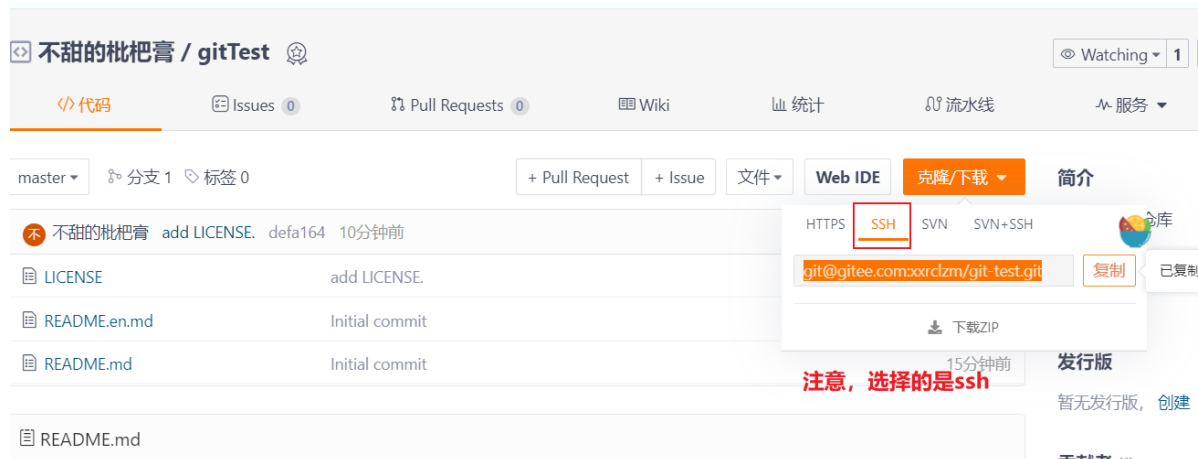 不甜的枇杷膏 / gitTest
Watching 1
代码 Issues 0 Pull Requests 0 Wiki 统计 流水线 服务
master 分支 1 标签 0 + Pull Request + Issue 文件 Web IDE 克隆/下载 简介
HTTPS SSH SVN SVN+SSH 仓库
不 不甜的枇杷膏 add LICENSE. defa164 10分钟前
git@gitee.com:xxrclzm/git-test.git 复制 已复制
LICENSE add LICENSE.
README.en.md Initial commit
下载ZIP
README.md Initial commit 15分钟前
发行版
注意，选择的是ssh
暂无发行版，创建
README.md